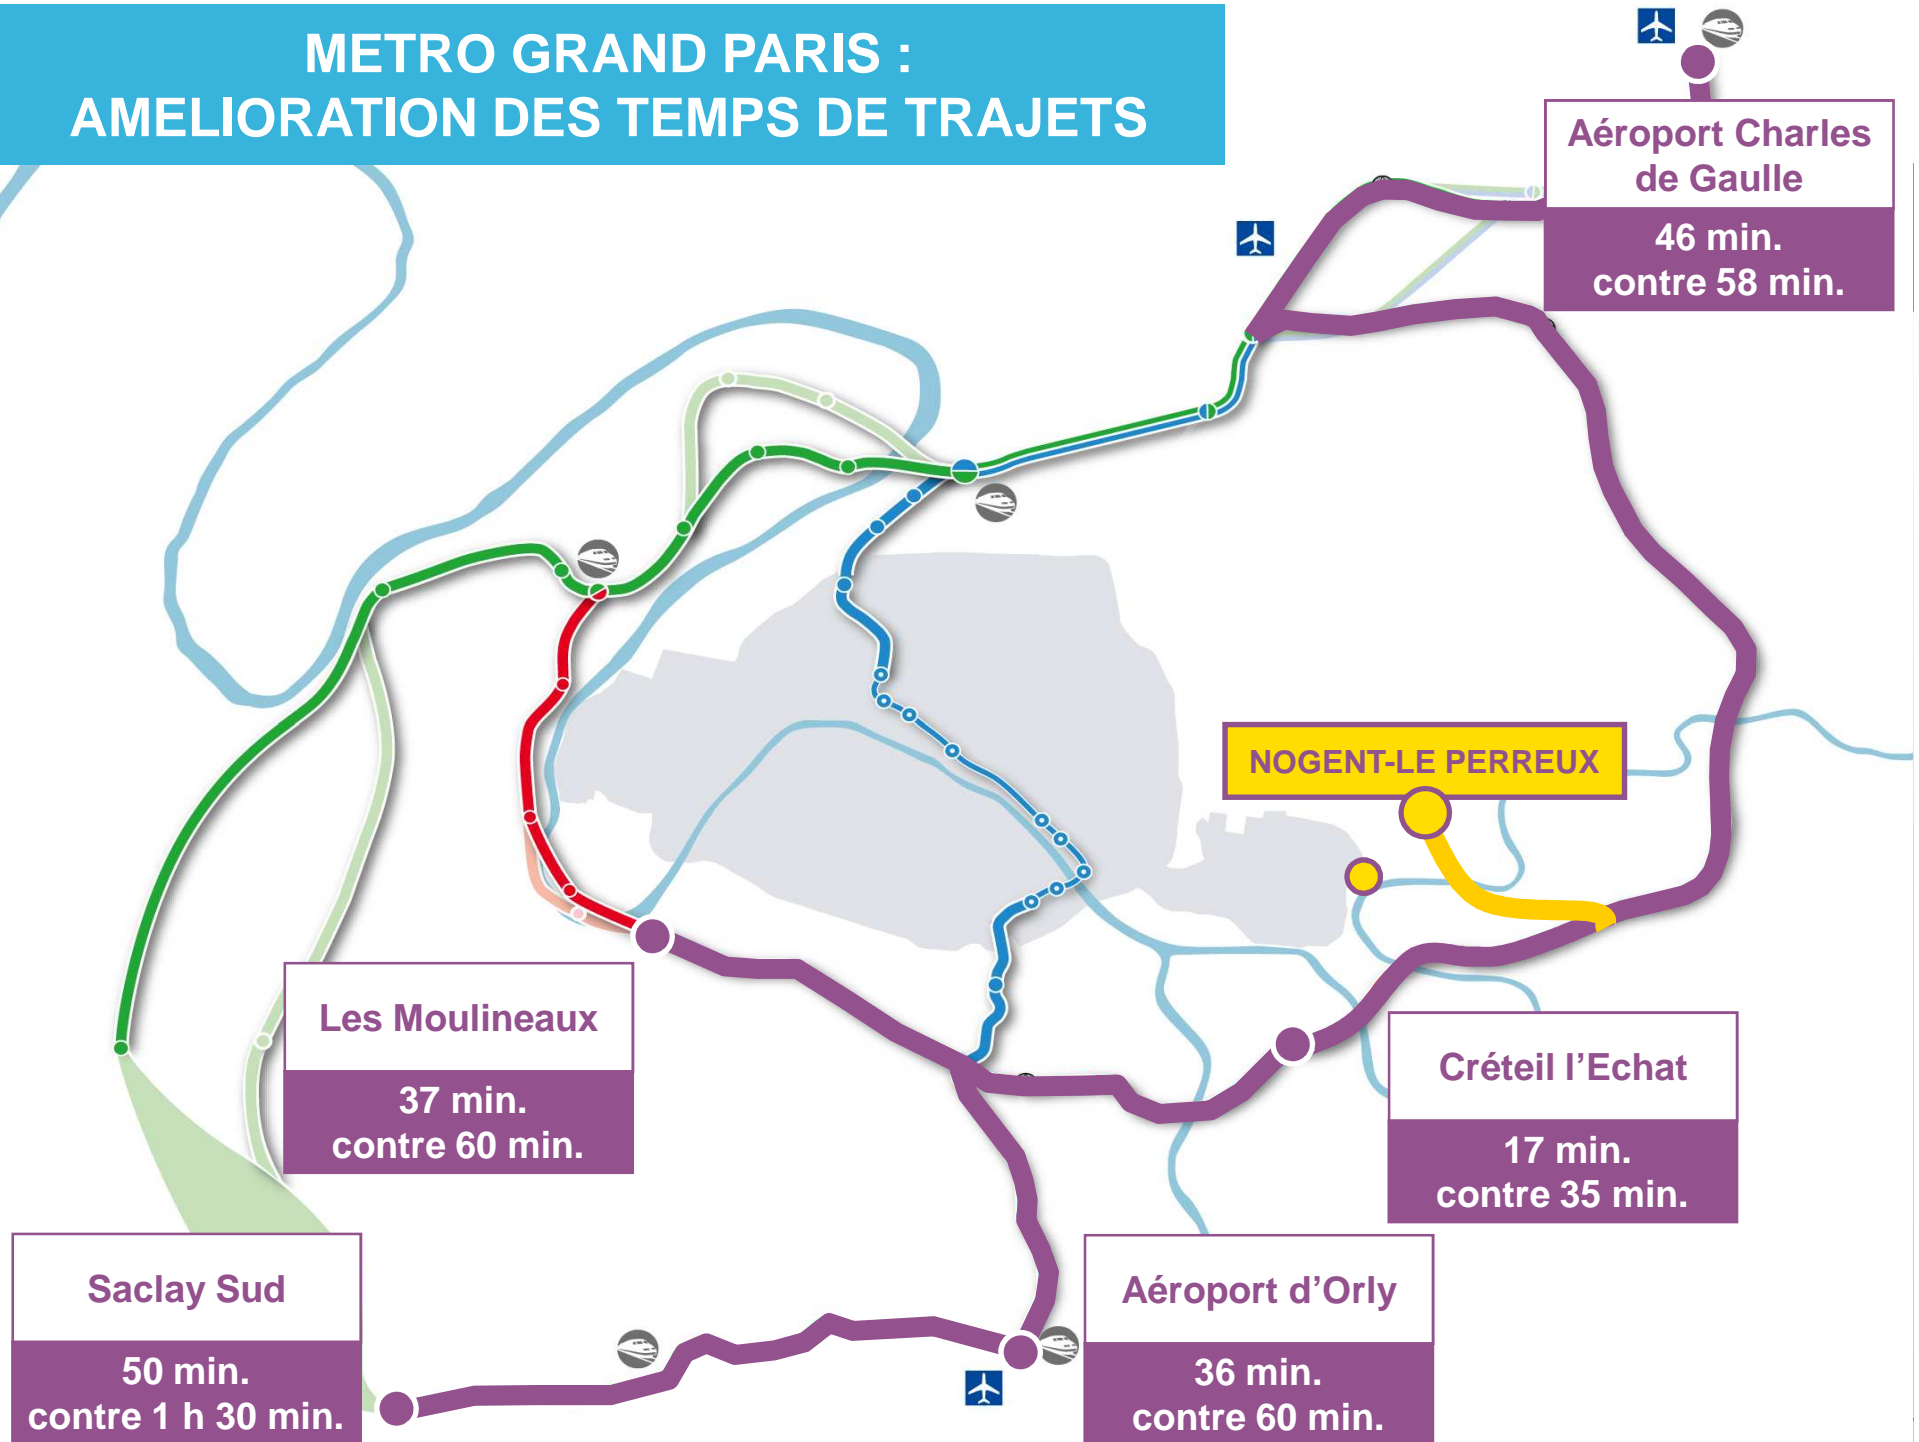 METRO GRAND PARIS :
AMELIORATION DES TEMPS DE TRAJETS
Aéroport Charles
de Gaulle
46 min.
contre 58 min.
NOGENT-LE PERREUX
Les Moulineaux
37 min.
contre 60 min.
Créteil l’Echat
17 min.
contre 35 min.
Saclay Sud
50 min.
contre 1 h 30 min.
Aéroport d’Orly
36 min.
contre 60 min.